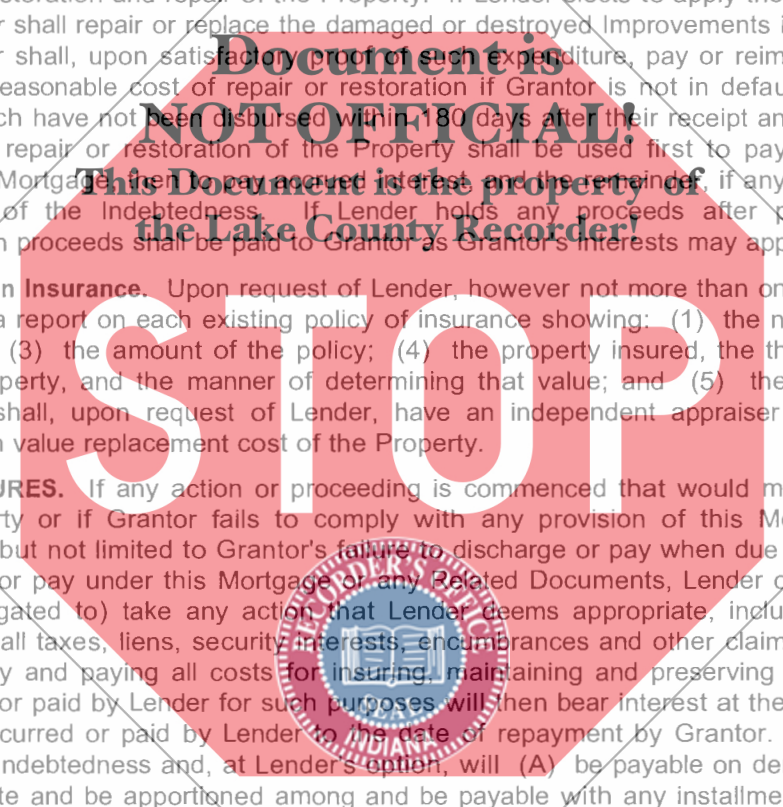 storation and repair of the Property. If Lender elects to apply the
r shall repair or replace the damaged or destroyed Improvements
r shall, upon satisfactory proof of such expenditure, pay or reim
Document is
easonable cost of repair or restoration if Grantor is not in defau
ch have not been disbursed within 180 days after their receipt an
NOT OFFICIAL!
repair or restoration of the Property shall be used first to pay
Mortgage, then to pay accrued interest, and the remainder, if any
This Document is the property of
of the Indebtedness. If Lender holds any proceeds after p
the Lake County Recorder!
n proceeds shall be paid to Grantor as Grantor's interests may app
n Insurance. Upon request of Lender, however not more than on
a report on each existing policy of insurance showing: (1) the n
(3) the amount of the policy; (4) the property insured, the th
perty, and the manner of determining that value; and (5) the
shall, upon request of Lender, have an independent appraiser
h value replacement cost of the Property.
STOP
URES. If any action or proceeding is commenced that would m
rty or if Grantor fails to comply with any provision of this Mo
but not limited to Grantor's failure to discharge or pay when due
or pay under this Mortgage or any Related Documents, Lender
gated to) take any action that Lender deems appropriate, inclu
all taxes, liens, security interests, encumbrances and other claim
y and paying all costs for insuring, maintaining and preserving
or paid by Lender for such purposes will then bear interest at the
curred or paid by Lender to the date of repayment by Grantor.
ndebtedness and, at Lender's option, will (A) be payable on de
te and be apportioned among and be payable with any installme
RECORDER'S OFFICE
SEAL
INDIANA